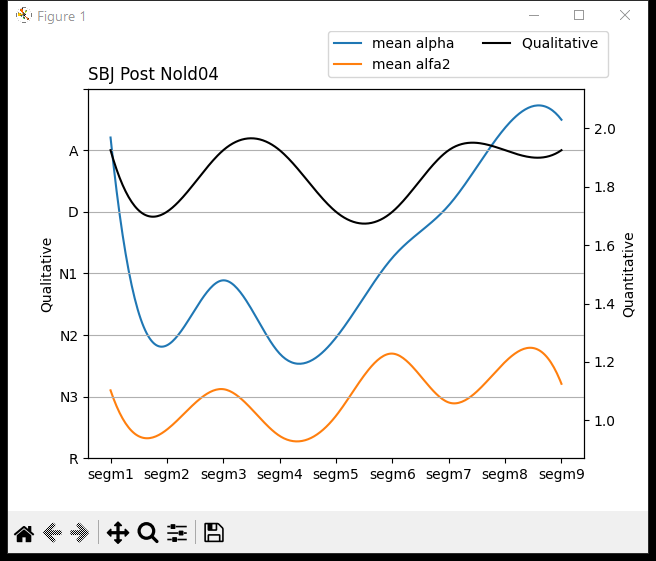 Figure 1
mean alpha
mean alfa2
Qualitative
SBJ Post Nold04
A
D
N1
N2
N3
R
Qualitative
2.0
1.8
1.6
1.4
1.2
1.0
Quantitative
segm1 segm2 segm3 segm4 segm5 segm6 segm7 segm8 segm9